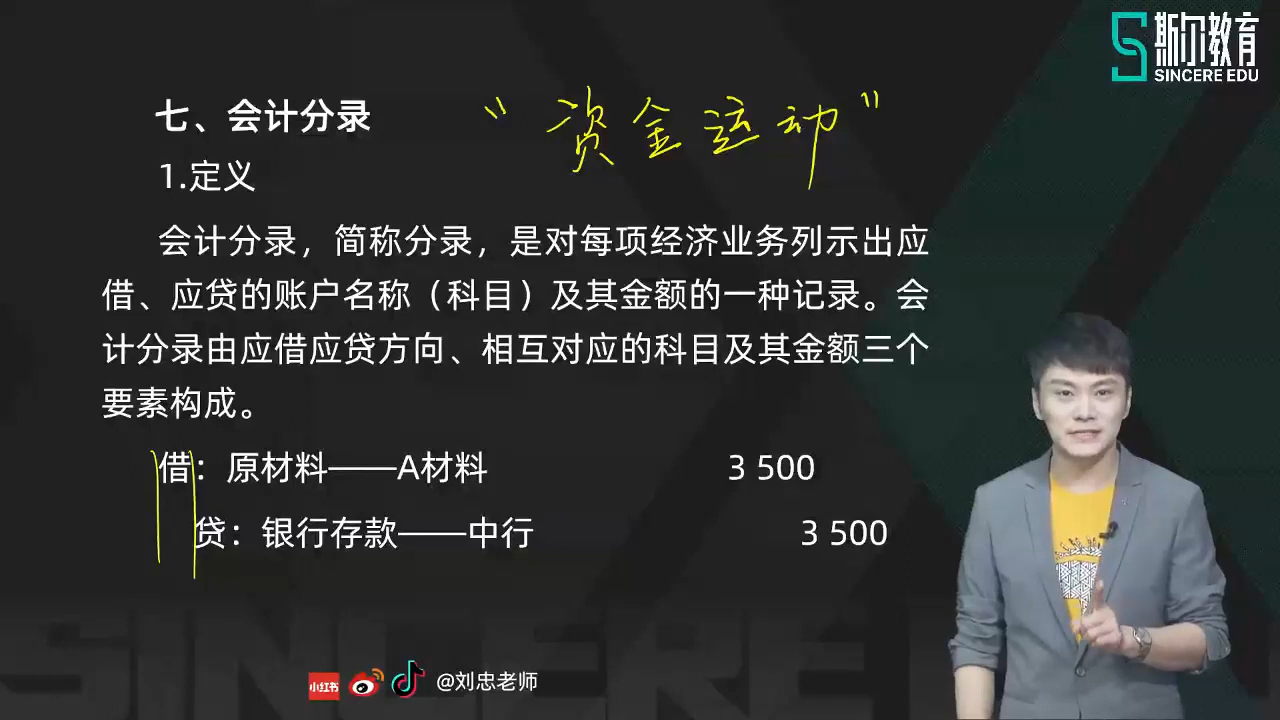 斯尔教育
SINCERE EDU
七、会计分录
“资金运动”
1.定义
会计分录，简称分录，是对每项经济业务列示出应
借、应贷的账户名称（科目）及其金额的一种记录。会
计分录由应借应贷方向、相互对应的科目及其金额三个
要素构成。
借：原材料——A材料 3 500
贷：银行存款——中行 3 500
SINCERE
小红书 @刘忠老师